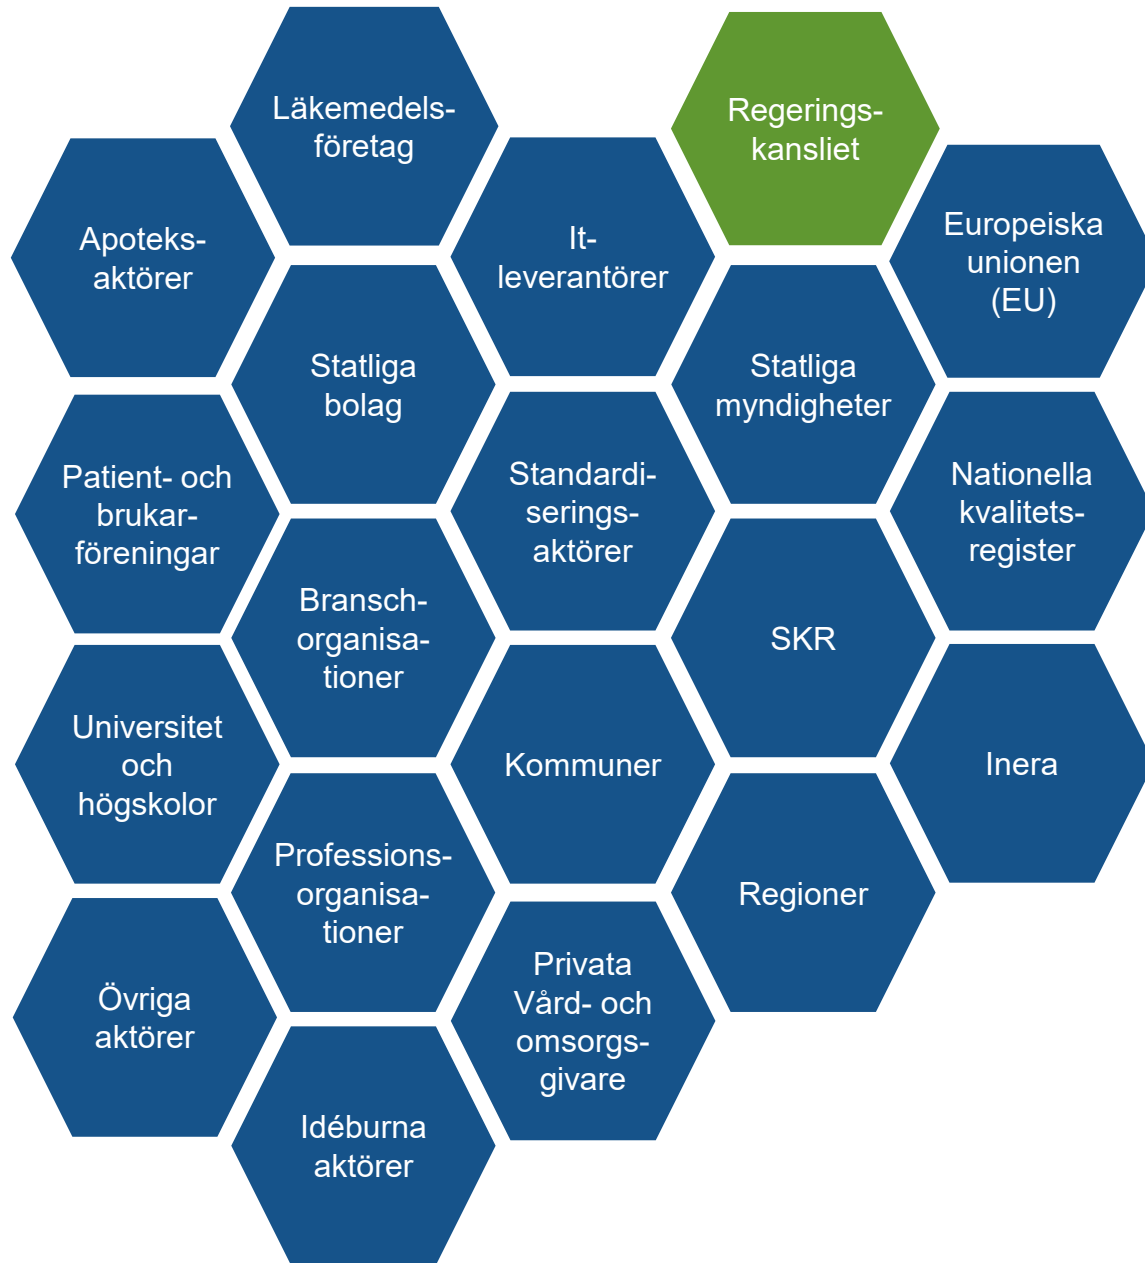 Läkemedels-
företag
Regerings-
kansliet
Apoteks-
aktörer
It-
leverantörer
Europeiska
unionen
(EU)
Statliga
bolag
Statliga
myndigheter
Patient- och
brukar-
föreningar
Standardi-
serings-
aktörer
Nationella
kvalitets-
register
Bransch-
organisa-
tioner
SKR
Universitet
och
högskolor
Kommuner
Inera
Professions-
organisa-
tioner
Regioner
Övriga
aktörer
Privata
Vård- och
omsorgs-
givare
Idéburna
aktörer